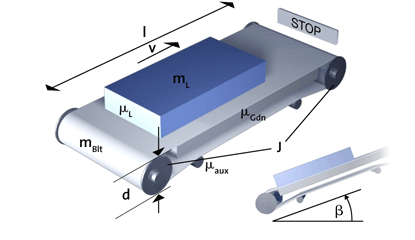 l
v
STOP
m_L
μ_L
μ_Gdn
m_Blt
J
μ_aux
d
β